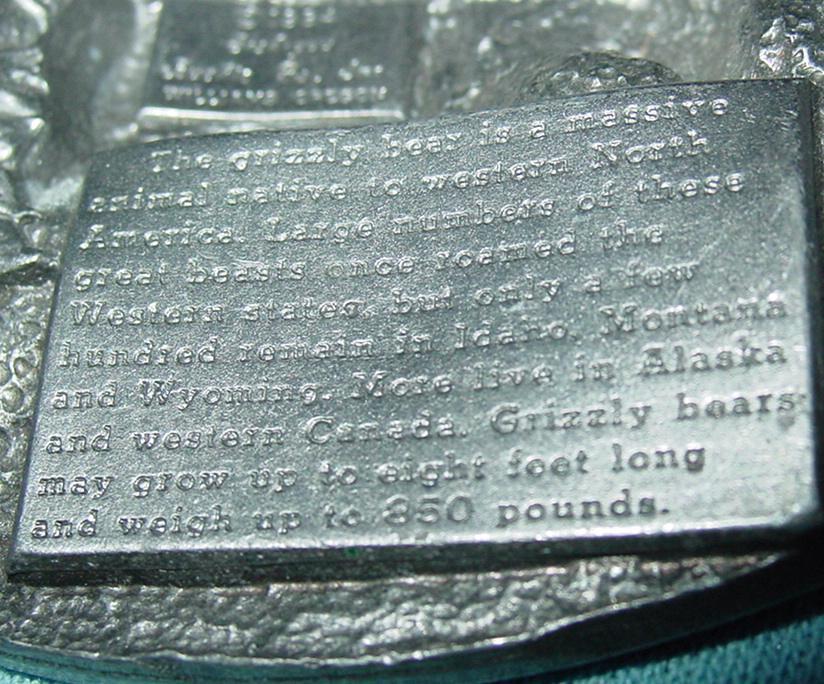 The grizzly bear is a massive
animal native to western North
America. Large numbers of these
great beasts once roamed the
Western states, but only a few
hundred remain in Idaho, Montana
and Wyoming. More live in Alaska
and western Canada. Grizzly bears
may grow up to eight feet long
and weigh up to 850 pounds.